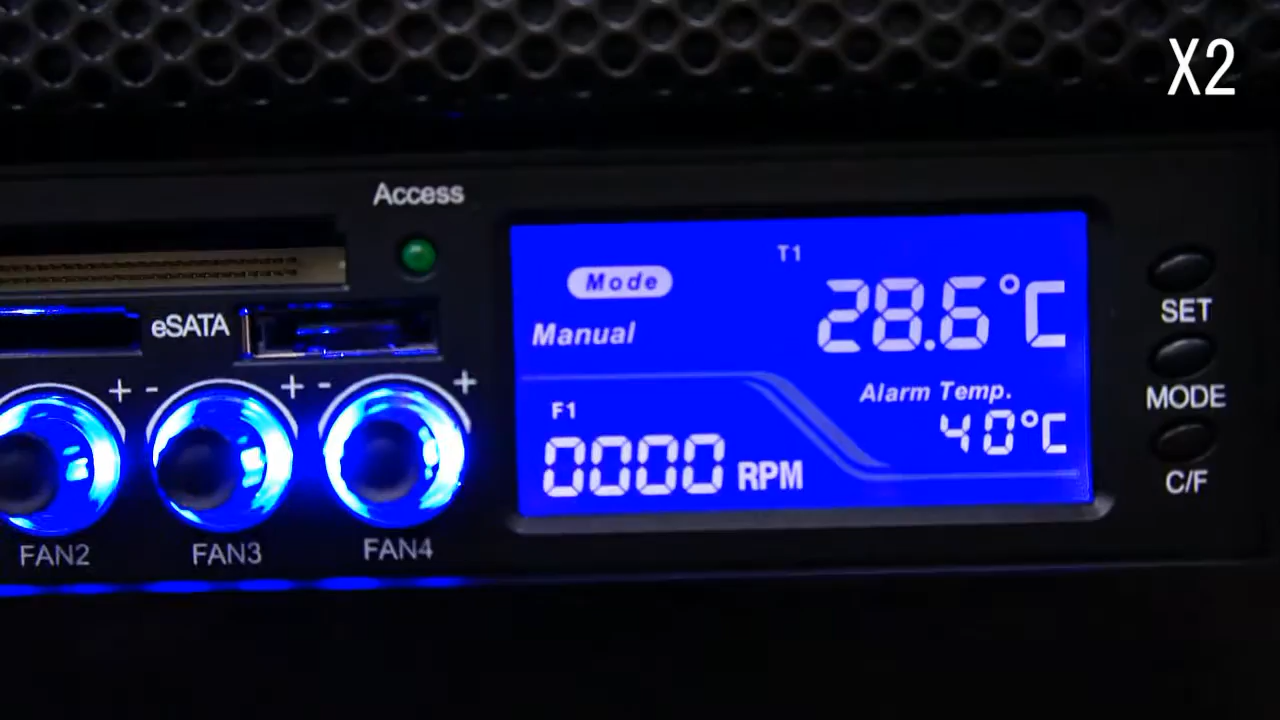 X2
Access
T1
Mode
28.6°C
Manual
SET
eSATA
Alarm Temp.
40°C
MODE
+ - + - +
F1
0000 RPM
C/F
FAN2 FAN3 FAN4